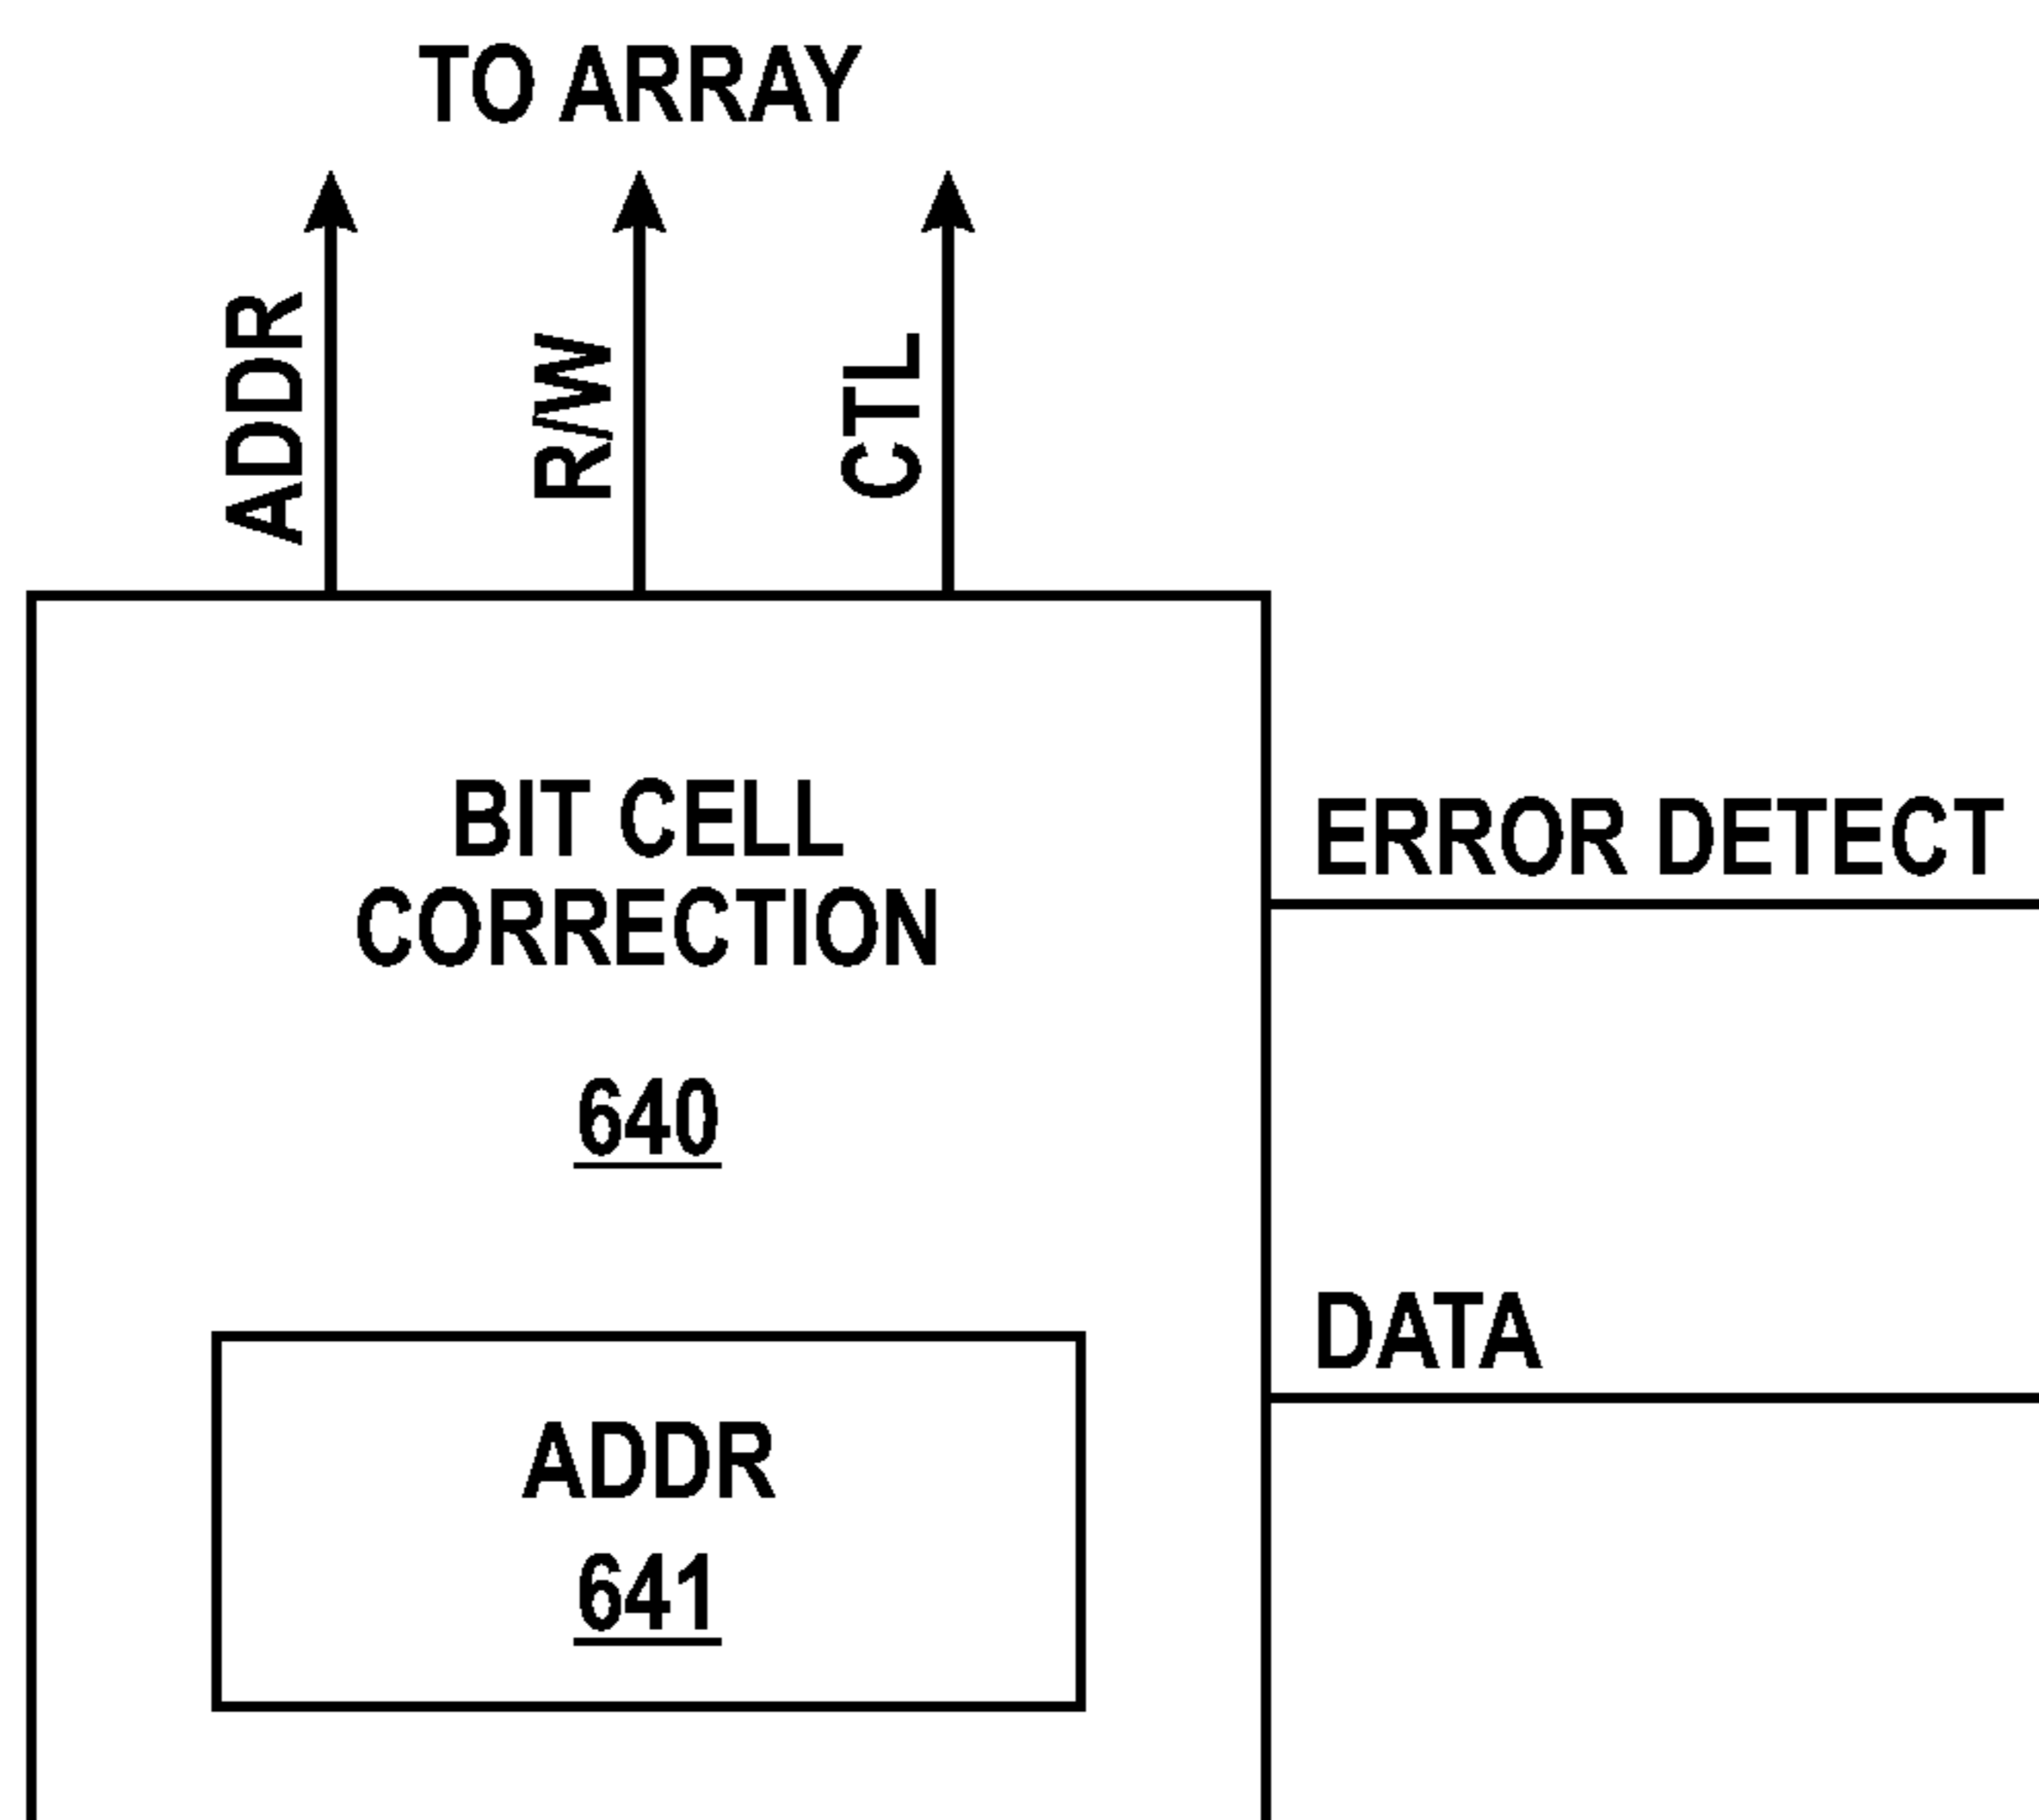 TO ARRAY
ADDR
R/W
CTL
BIT CELL
CORRECTION
640
ERROR DETECT
DATA
ADDR
641